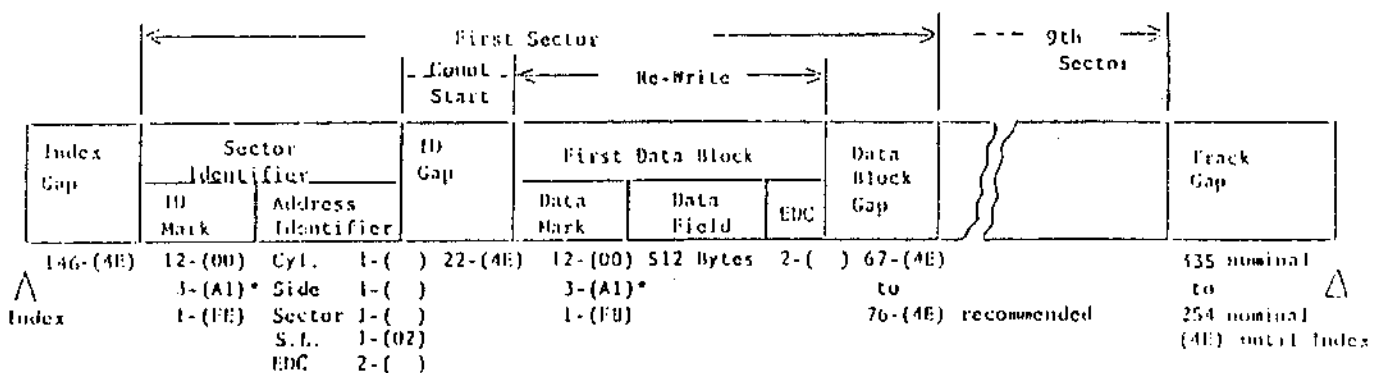 First Sector
9th
Sector
Count
Start
Re-Write
Index
Gap
Sector
Identifier
ID
Mark
Address
Identifier
ID
Gap
First Data Block
Data
Mark
Data
Field
EDC
Data
Block
Gap
Track
Gap
146-(4E) 12-(00) Cyl. 1-( ) 22-(4E) 12-(00) 512 Bytes 2-( ) 67-(4E) 335 nominal
3-(A1)* Side 1-( ) 3-(A1)* to to
Index 1-(FE) Sector 1-( ) 1-(FB) 76-(4E) recommended 254 nominal
S.L. 1-(02) (4E) until Index
EDC 2-( )